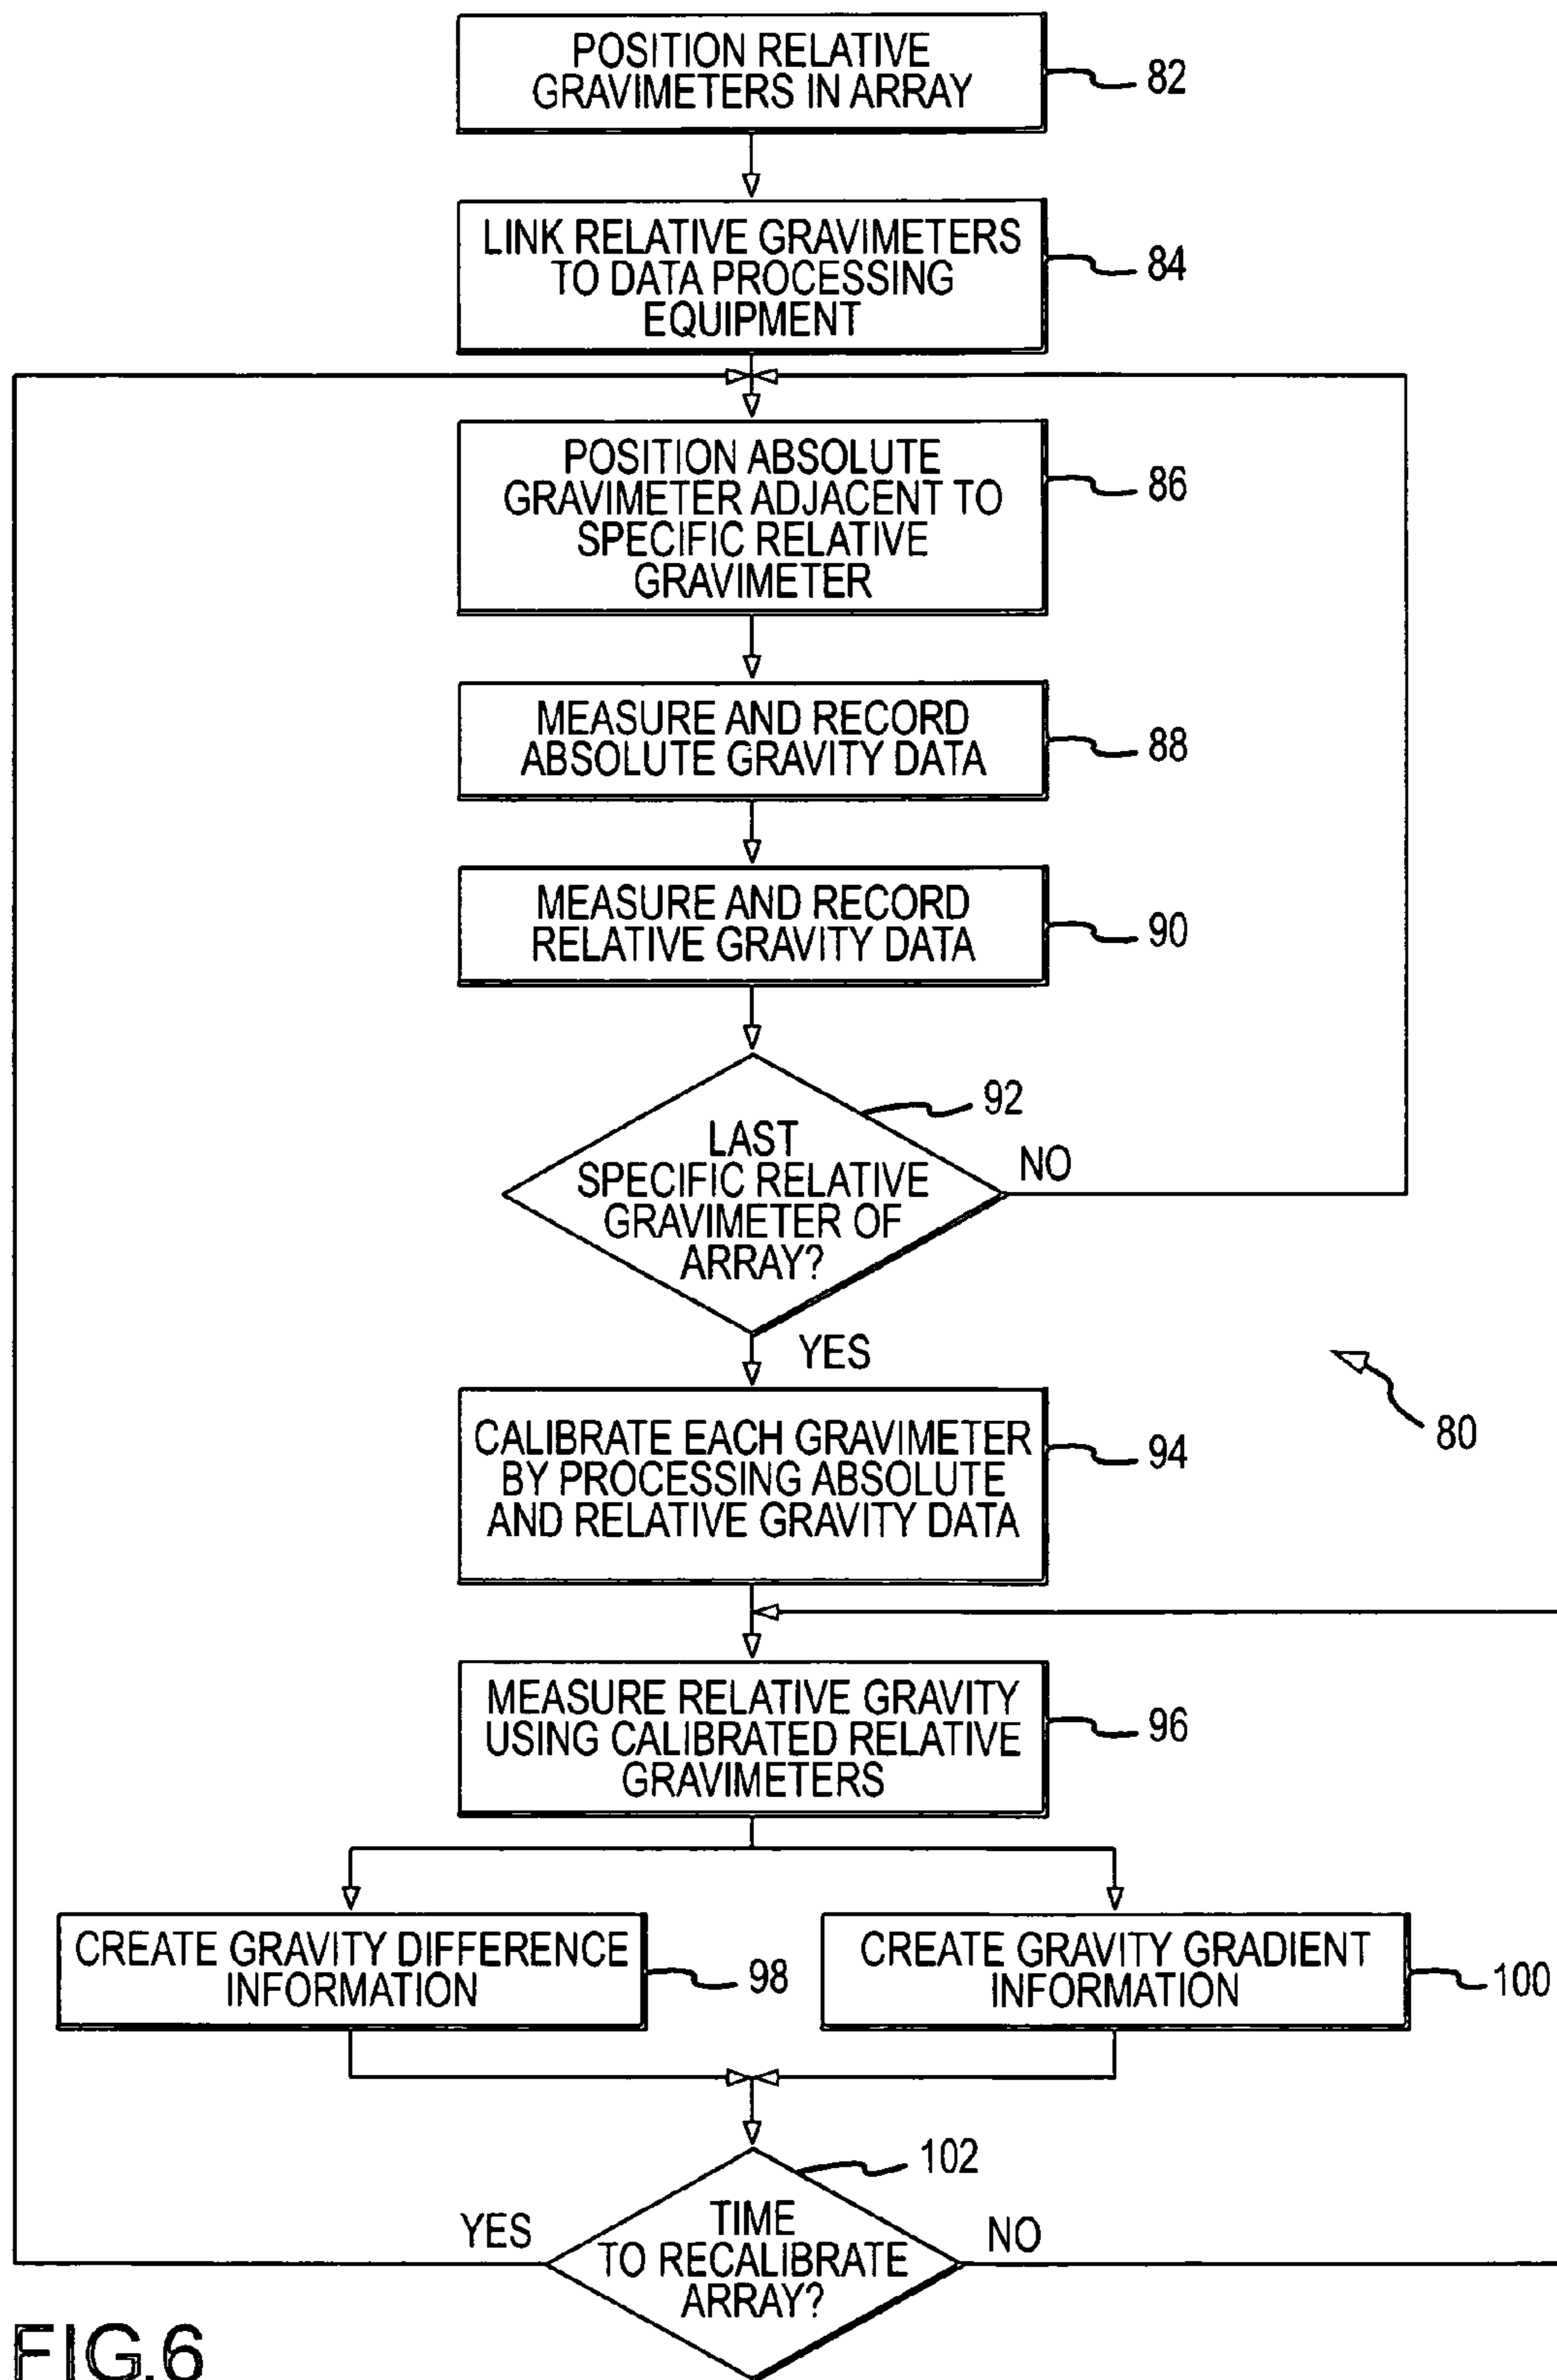 POSITION RELATIVE
GRAVIMETERS IN ARRAY
82
LINK RELATIVE GRAVIMETERS
TO DATA PROCESSING
EQUIPMENT
84
POSITION ABSOLUTE
GRAVIMETER ADJACENT TO
SPECIFIC RELATIVE
GRAVIMETER
86
MEASURE AND RECORD
ABSOLUTE GRAVITY DATA
88
MEASURE AND RECORD
RELATIVE GRAVITY DATA
90
92
LAST
SPECIFIC RELATIVE
GRAVIMETER OF
ARRAY?
NO
YES
80
CALIBRATE EACH GRAVIMETER
BY PROCESSING ABSOLUTE
AND RELATIVE GRAVITY DATA
94
MEASURE RELATIVE GRAVITY
USING CALIBRATED RELATIVE
GRAVIMETERS
96
CREATE GRAVITY DIFFERENCE
INFORMATION
98
CREATE GRAVITY GRADIENT
INFORMATION
100
102
YES
TIME
TO RECALIBRATE
ARRAY?
NO
FIG.6